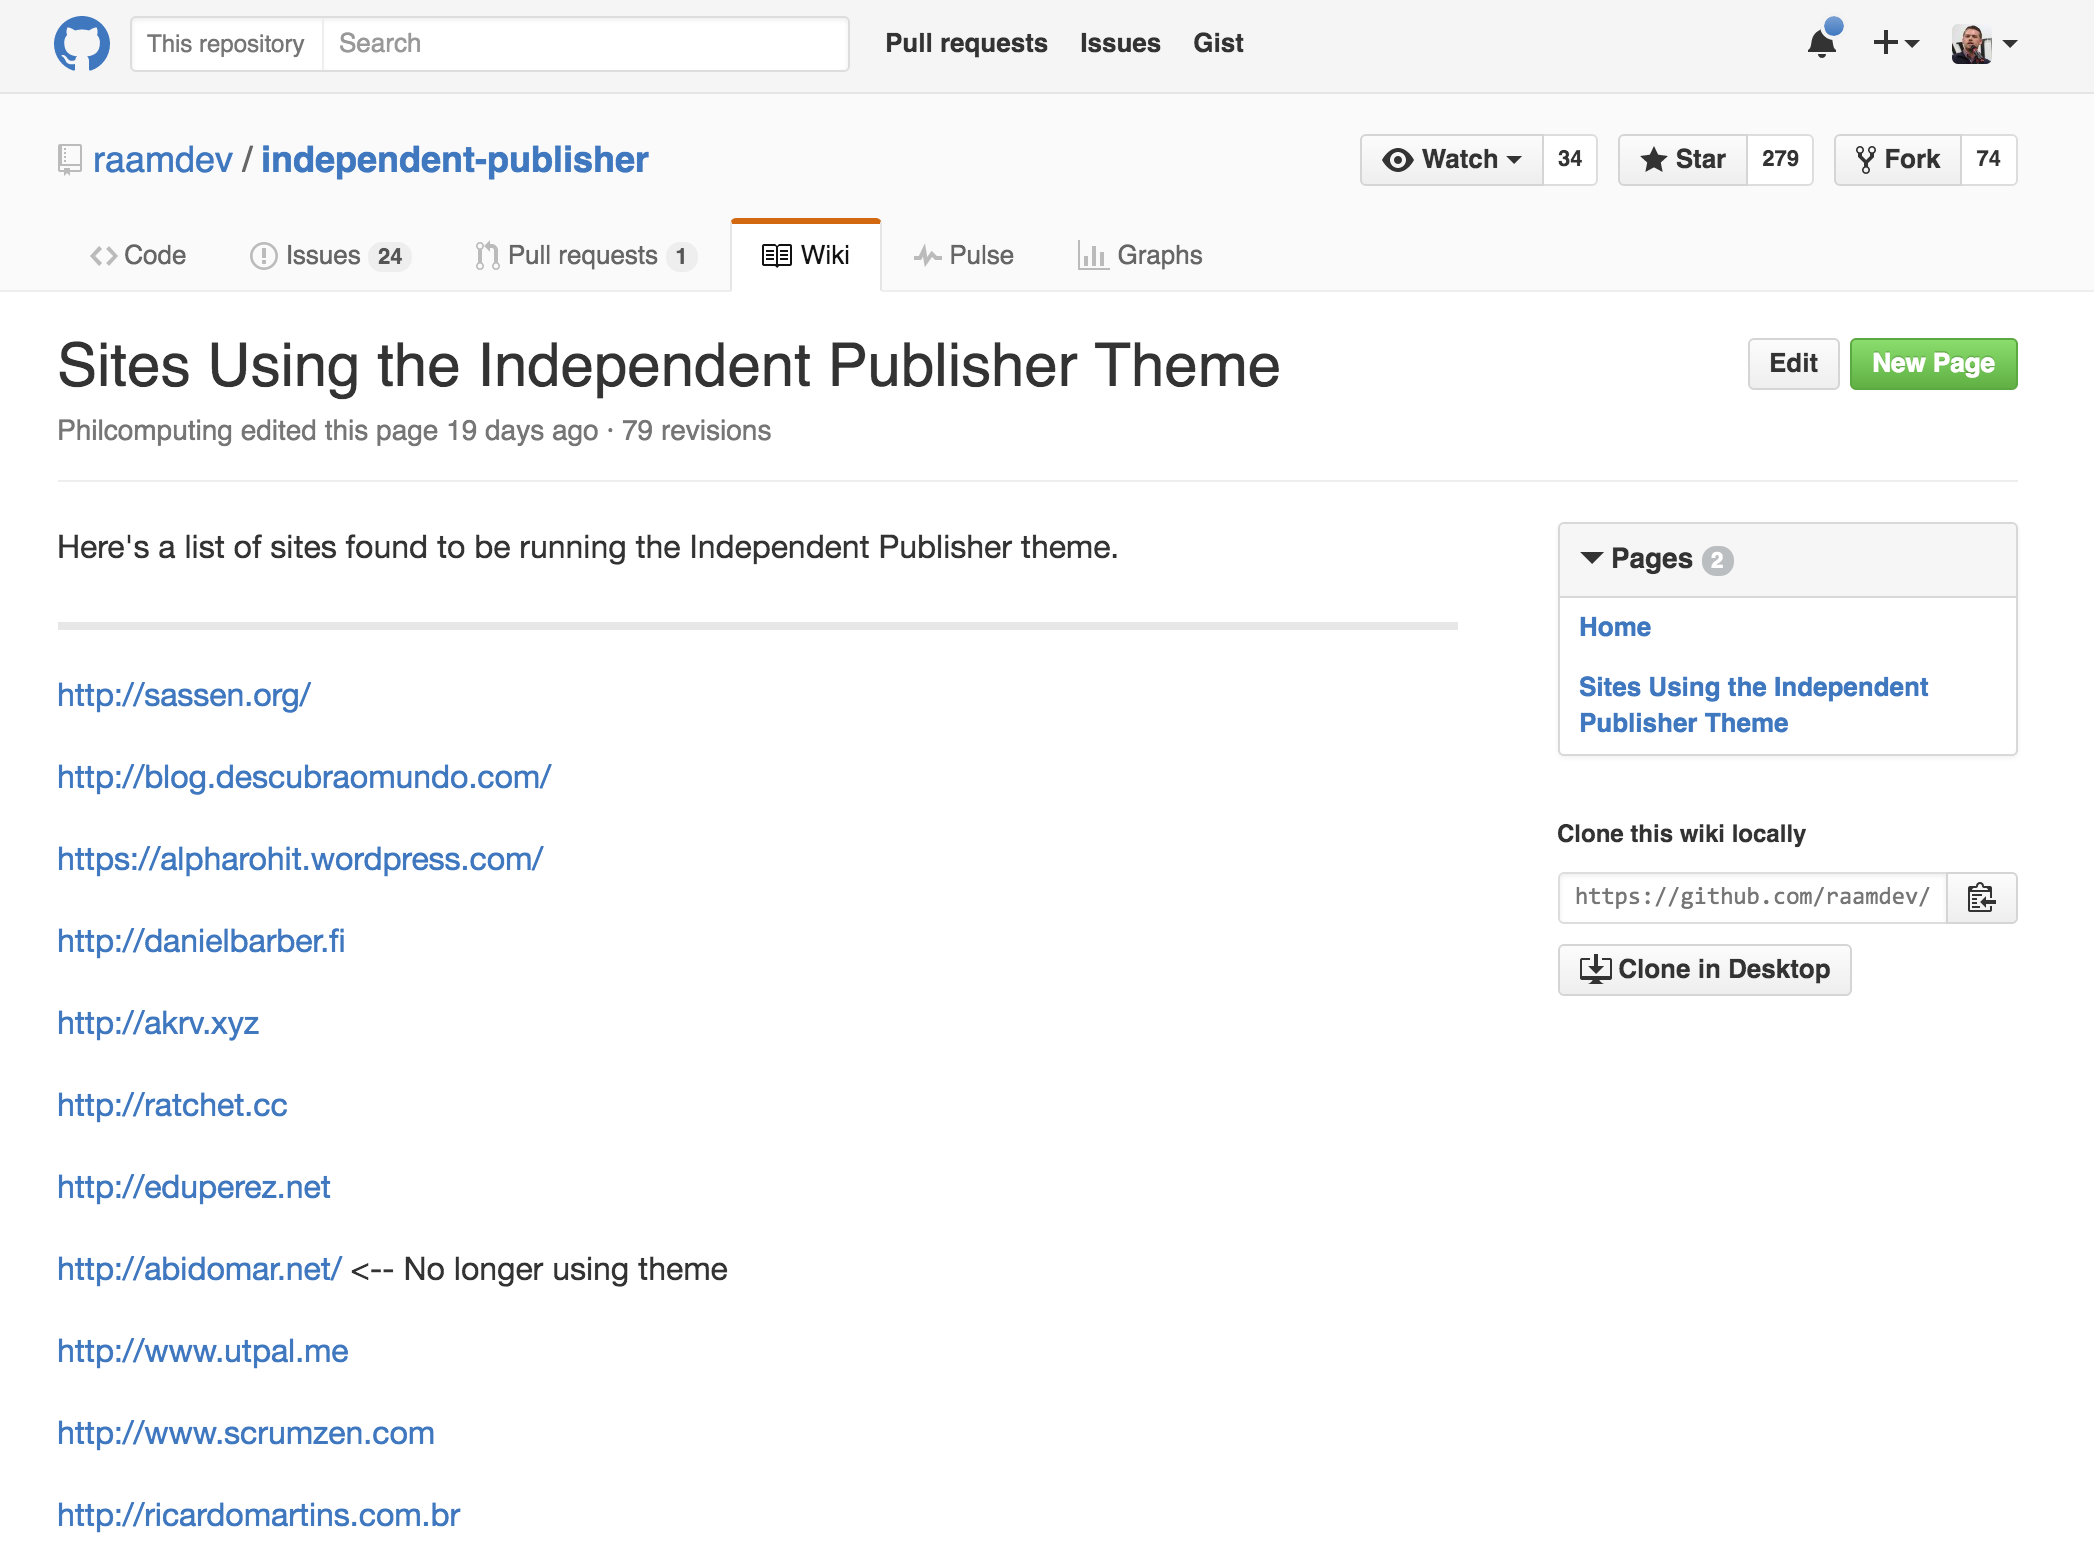 This repository Search Pull requests Issues Gist
raamdev / independent-publisher Watch 34 Star 279 Fork 74
Code Issues 24 Pull requests 1 Wiki Pulse Graphs
Sites Using the Independent Publisher Theme Edit New Page
Philcomputing edited this page 19 days ago · 79 revisions
Here's a list of sites found to be running the Independent Publisher theme.
http://sassen.org/
http://blog.descubraomundo.com/
https://alpharohit.wordpress.com/
http://danielbarber.fi
http://akrv.xyz
http://ratchet.cc
http://eduperez.net
http://abidomar.net/ <-- No longer using theme
http://www.utpal.me
http://www.scrumzen.com
http://ricardomartins.com.br
Pages 2
Home
Sites Using the Independent
Publisher Theme
Clone this wiki locally
https://github.com/raamdev/
Clone in Desktop